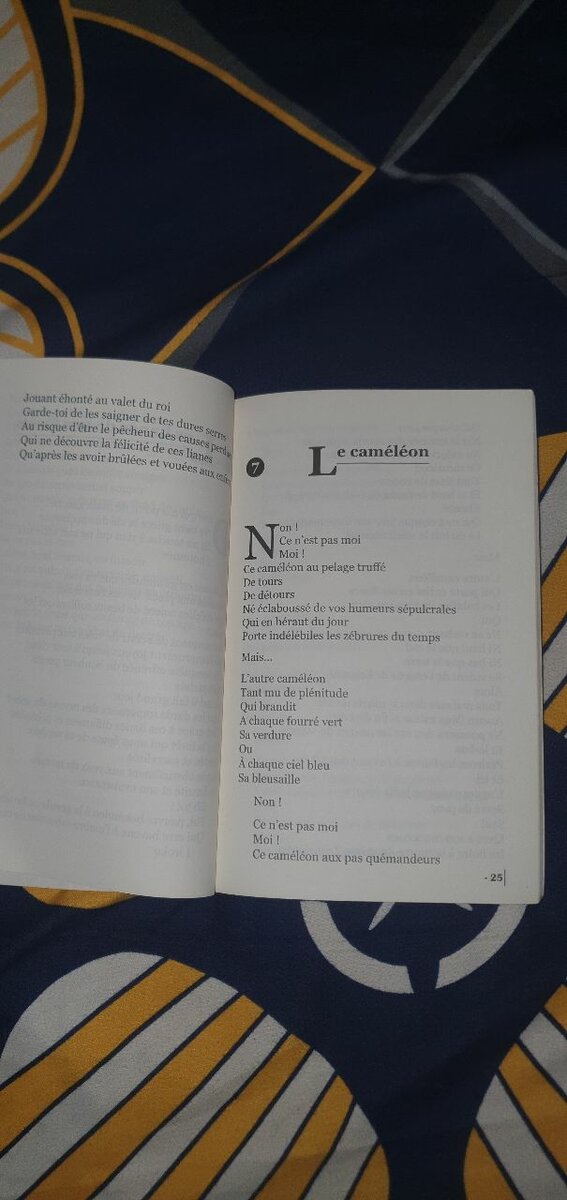 Jouant éhonté au valet du roi
Garde-toi de les saigner de tes dures serres
Au risque d'être le pêcheur des causes
Qui ne découvre la félicité de ces lianes
Qu'après les avoir brûlées et vouées aux
7
Le caméléon
Non !
Ce n'est pas moi
Moi !
Ce caméléon au pelage truffé
De tours
De détours
Né éclaboussé de vos humeurs sépulcrales
Qui en héraut du jour
Porte indélébiles les zébrures du temps
Mais...
L'autre caméléon
Tant mu de plénitude
Qui brandit
A chaque fourré vert
Sa verdure
Ou
À chaque ciel bleu
Sa bleusaille
Non !
Ce n'est pas moi
Moi !
Ce caméléon aux pas quémandeurs
- 25